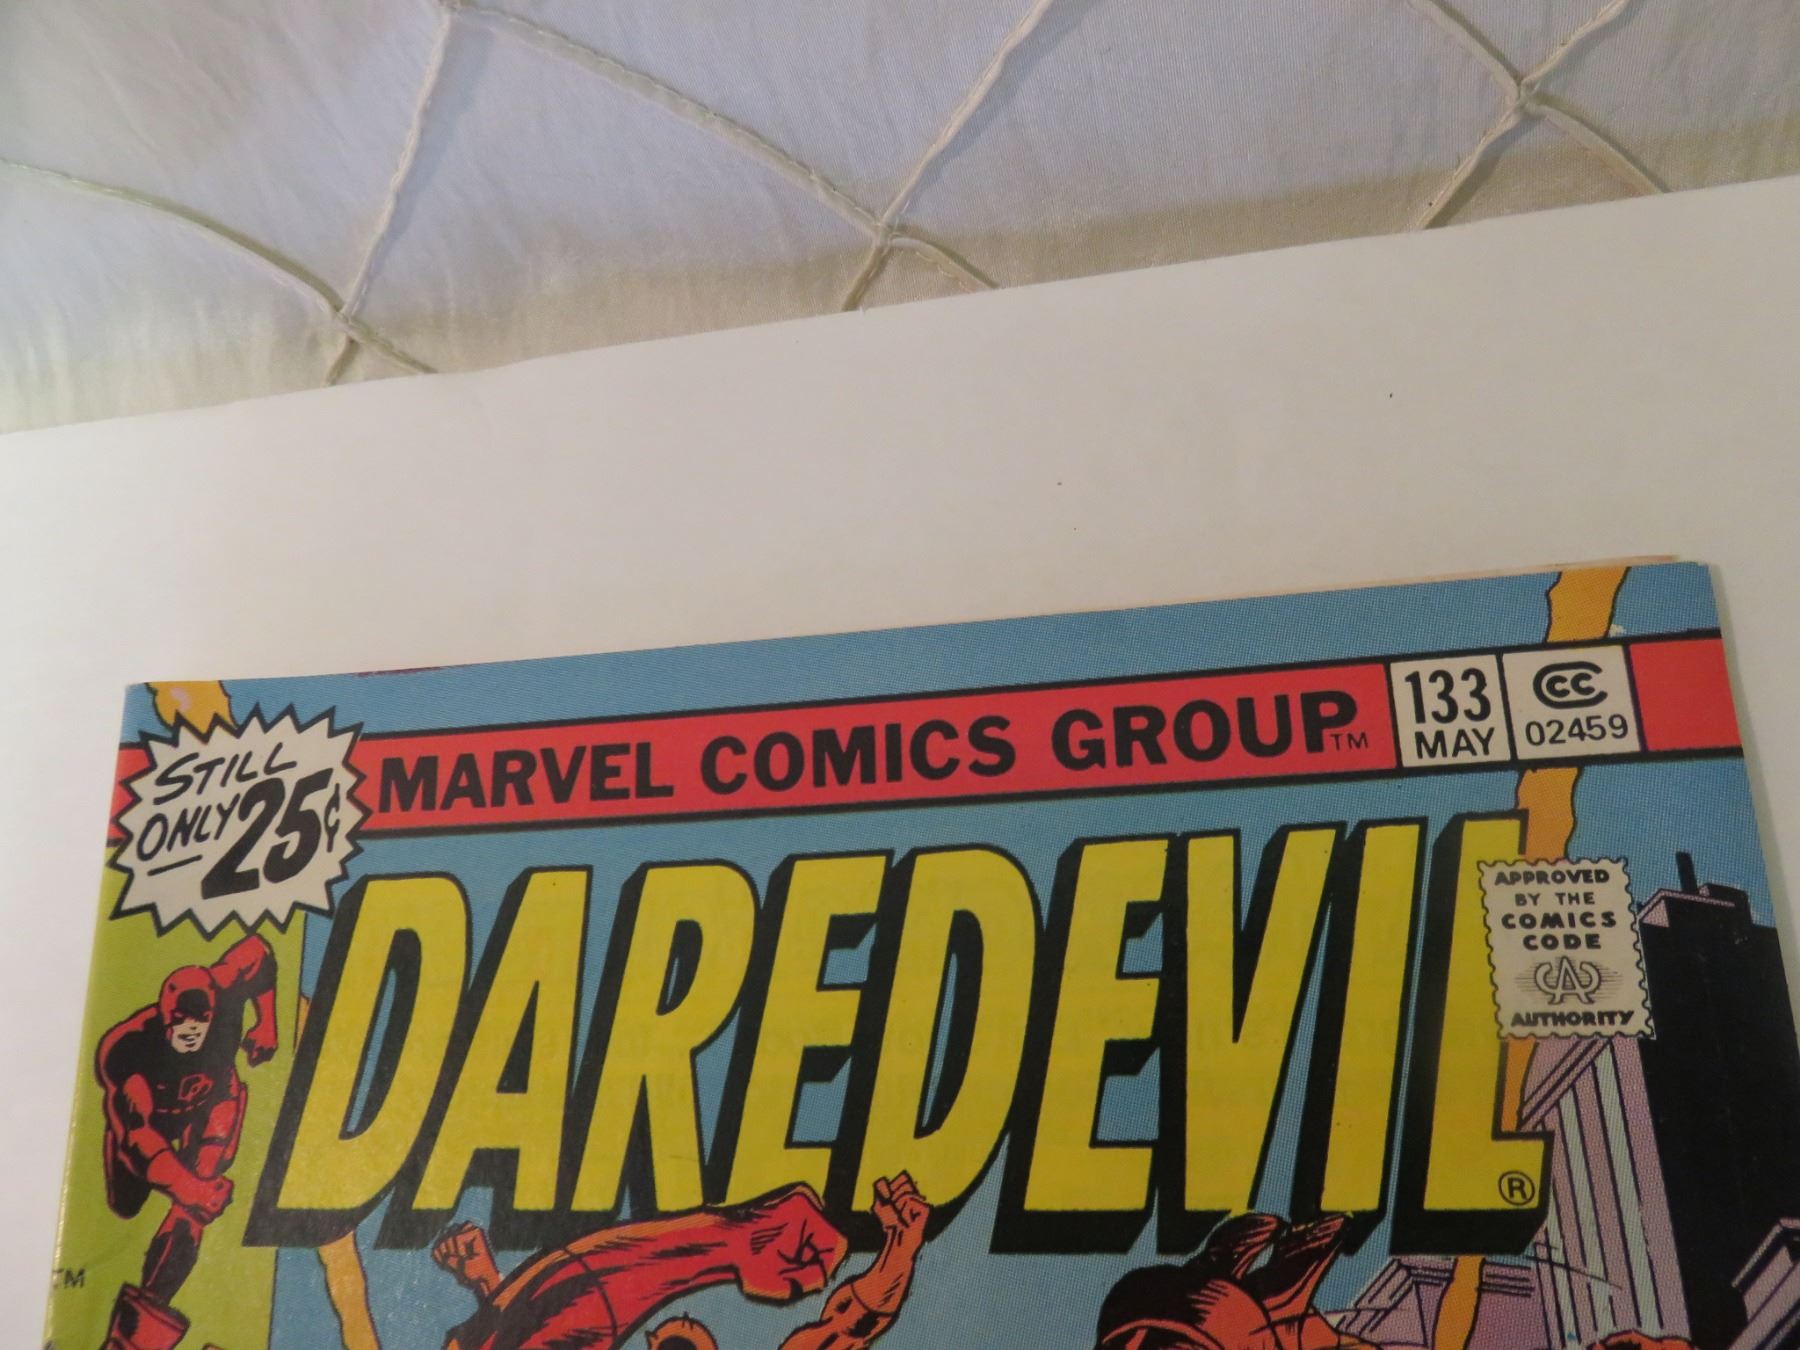 STILL
ONLY 25¢
MARVEL COMICS GROUP TM
133
MAY
CC
02459
DAREDEVIL ®
APPROVED
BY THE
COMICS
CODE
CA
AUTHORITY
DD
TM